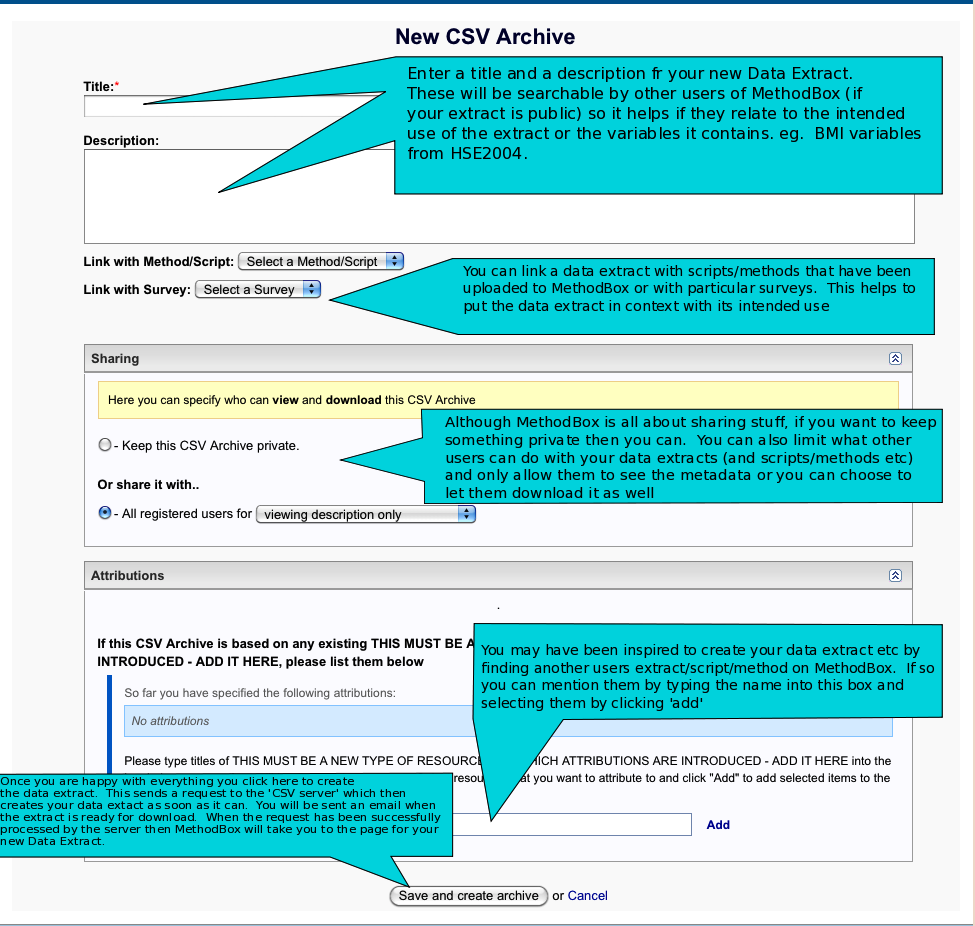 New CSV Archive
Title:*
Enter a title and a description fr your new Data Extract.
These will be searchable by other users of MethodBox (if
your extract is public) so it helps if they relate to the intended
use of the extract or the variables it contains. eg.  BMI variables
from HSE2004.
Description:
Link with Method/Script: Select a Method/Script
Link with Survey: Select a Survey
You can link a data extract with scripts/methods that have been
uploaded to MethodBox or with particular surveys.  This helps to
put the data extract in context with its intended use
Sharing
Here you can specify who can view and download this CSV Archive
- Keep this CSV Archive private.
Although MethodBox is all about sharing stuff, if you want to keep
something private then you can.  You can also limit what other
users can do with your data extracts (and scripts/methods etc)
and only allow them to see the metadata or you can choose to
let them download it as well
Or share it with..
- All registered users for viewing description only
Attributions
.
If this CSV Archive is based on any existing THIS MUST BE A
INTRODUCED - ADD IT HERE, please list them below
You may have been inspired to create your data extract etc by
finding another users extract/script/method on MethodBox.  If so
you can mention them by typing the name into this box and
selecting them by clicking 'add'
So far you have specified the following attributions:
No attributions
Please type titles of THIS MUST BE A NEW TYPE OF RESOURC HICH ATTRIBUTIONS ARE INTRODUCED - ADD IT HERE into the
resou at you want to attribute to and click "Add" to add selected items to the
Once you are happy with everything you click here to create
the data extract.  This sends a request to the 'CSV server' which then
creates your data extact as soon as it can.  You will be sent an email when
the extract is ready for download.  When the request has been successfully
processed by the server then MethodBox will take you to the page for your
new Data Extract.
Add
Save and create archive or Cancel